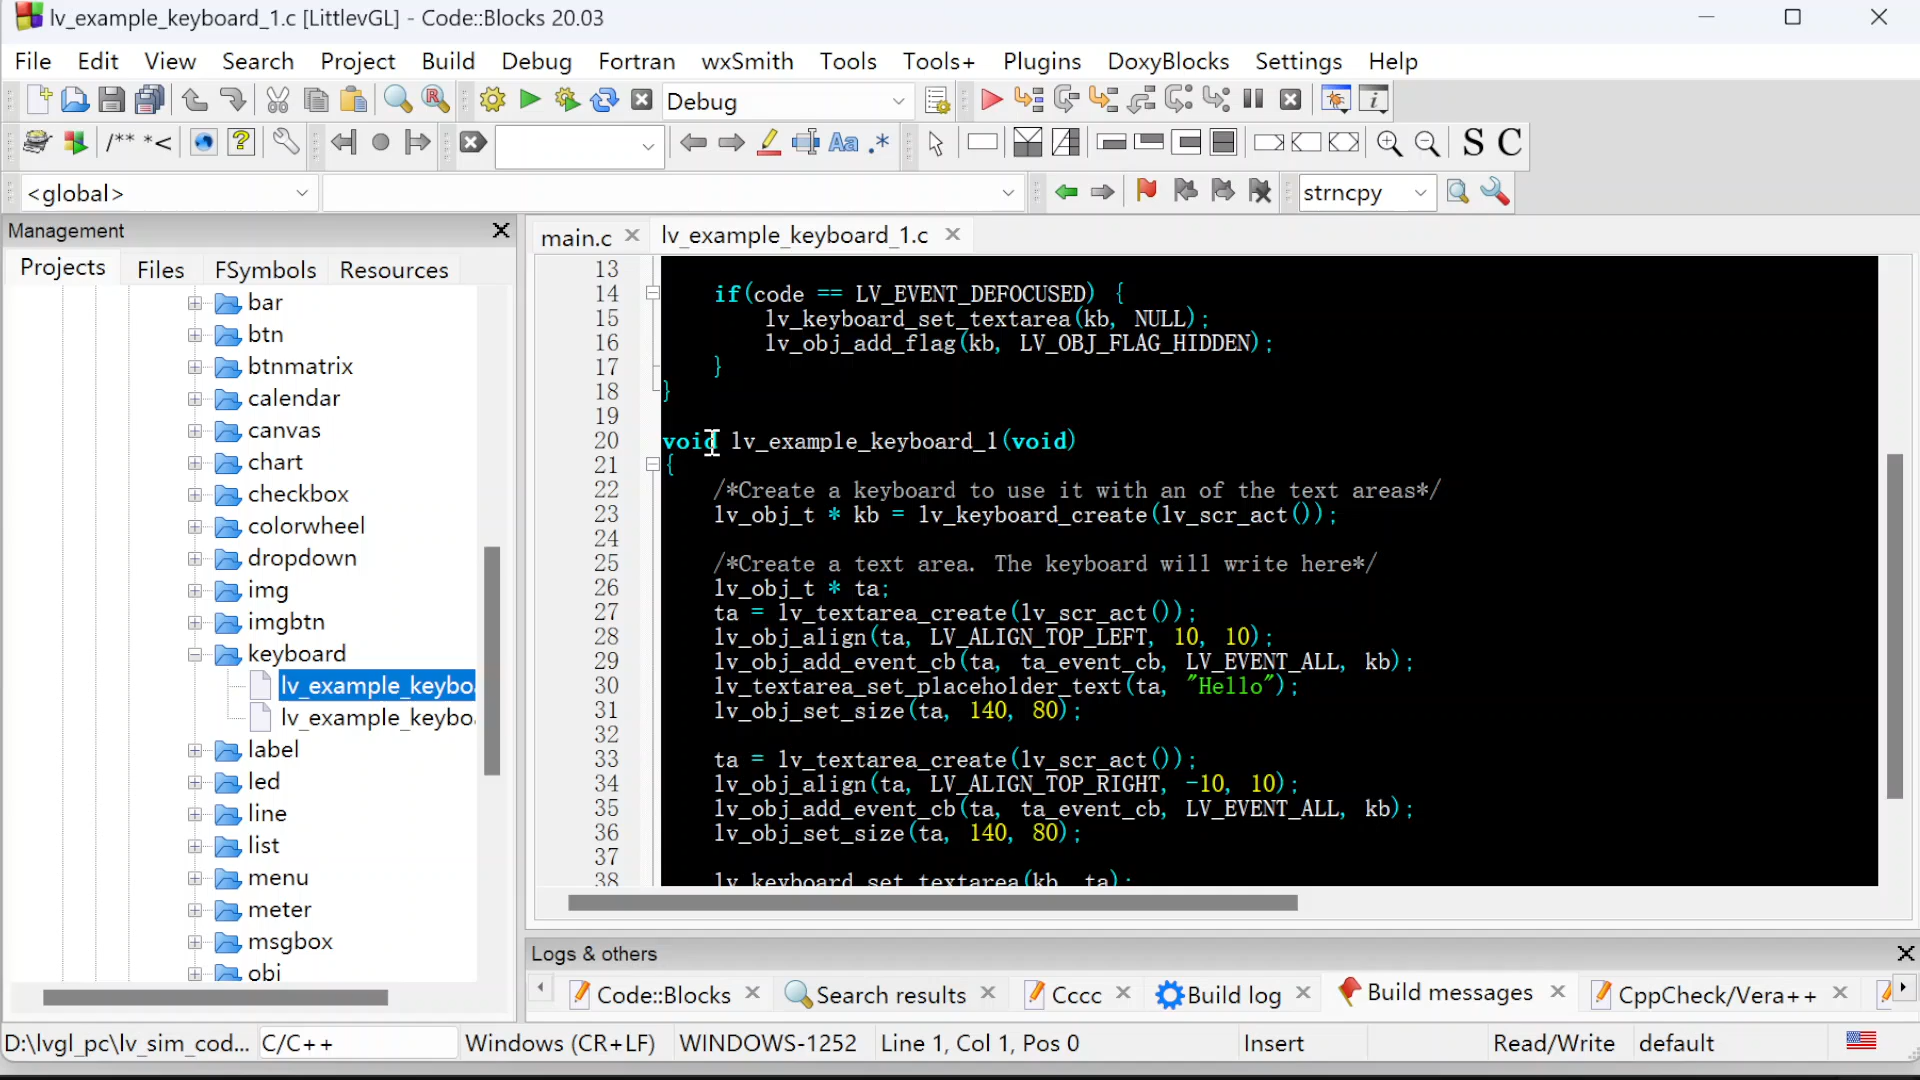 lv_example_keyboard_1.c [LittlevGL] - Code::Blocks 20.03
File Edit View Search Project Build Debug Fortran wxSmith Tools Tools+ Plugins DoxyBlocks Settings Help
Debug
/** *< Aa .* S C
<global> strncpy
Management
main.c lv_example_keyboard_1.c
Projects Files FSymbols Resources
bar
btn
btnmatrix
calendar
canvas
chart
checkbox
colorwheel
dropdown
img
imgbtn
keyboard
lv_example_keybo
lv_example_keybo
label
led
line
list
menu
meter
msgbox
obj
13
14 if(code == LV_EVENT_DEFOCUSED) {
15 lv_keyboard_set_textarea(kb, NULL);
16 lv_obj_add_flag(kb, LV_OBJ_FLAG_HIDDEN);
17 }
18 }
19
20 void lv_example_keyboard_1(void)
21 {
22 /*Create a keyboard to use it with an of the text areas*/
23 lv_obj_t * kb = lv_keyboard_create(lv_scr_act());
24
25 /*Create a text area. The keyboard will write here*/
26 lv_obj_t * ta;
27 ta = lv_textarea_create(lv_scr_act());
28 lv_obj_align(ta, LV_ALIGN_TOP_LEFT, 10, 10);
29 lv_obj_add_event_cb(ta, ta_event_cb, LV_EVENT_ALL, kb);
30 lv_textarea_set_placeholder_text(ta, "Hello");
31 lv_obj_set_size(ta, 140, 80);
32
33 ta = lv_textarea_create(lv_scr_act());
34 lv_obj_align(ta, LV_ALIGN_TOP_RIGHT, -10, 10);
35 lv_obj_add_event_cb(ta, ta_event_cb, LV_EVENT_ALL, kb);
36 lv_obj_set_size(ta, 140, 80);
37
38 lv_keyboard_set_textarea(kb, ta);
Logs & others
Code::Blocks Search results Cccc Build log Build messages CppCheck/Vera++
D:\lvgl_pc\lv_sim_cod... C/C++ Windows (CR+LF) WINDOWS-1252 Line 1, Col 1, Pos 0 Insert Read/Write default